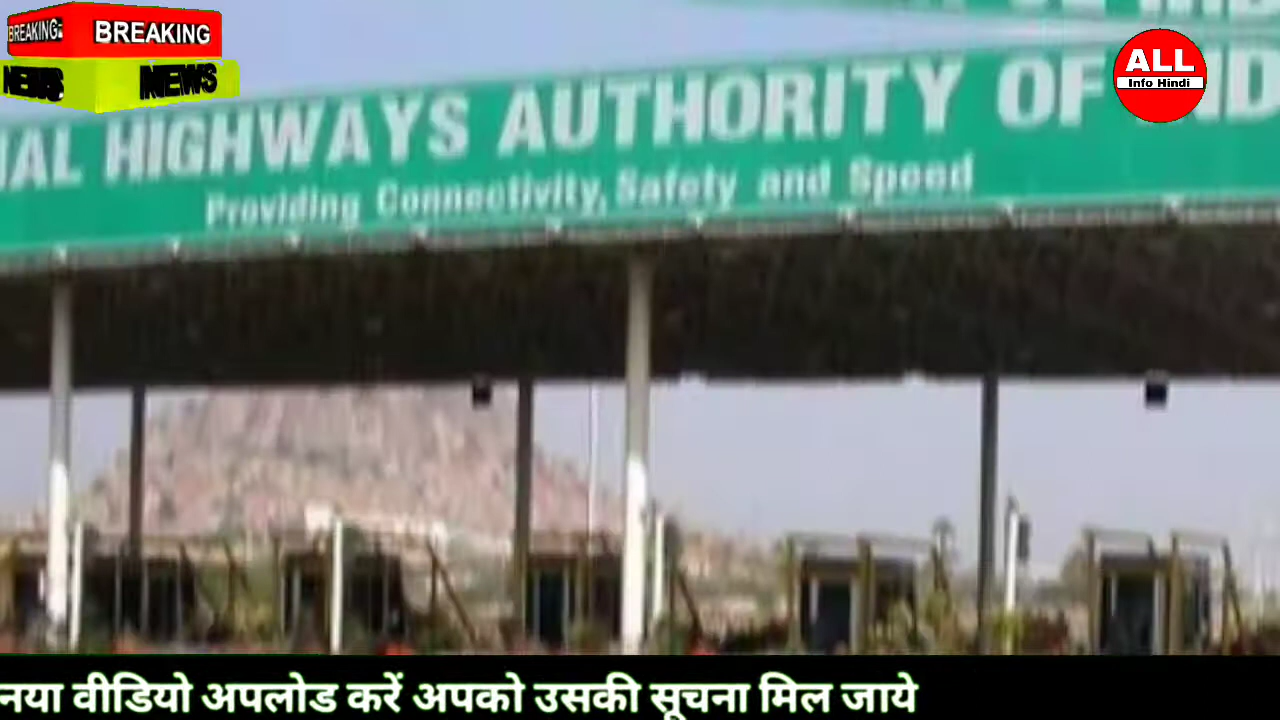 BREAKING BREAKING
NEWS NEWS
ALL
Info Hindi
HIGHWAYS AUTHORITY OF
Providing Connectivity, Safety and Speed
नया वीडियो अपलोड करें अपको उसकी सूचना मिल जाये